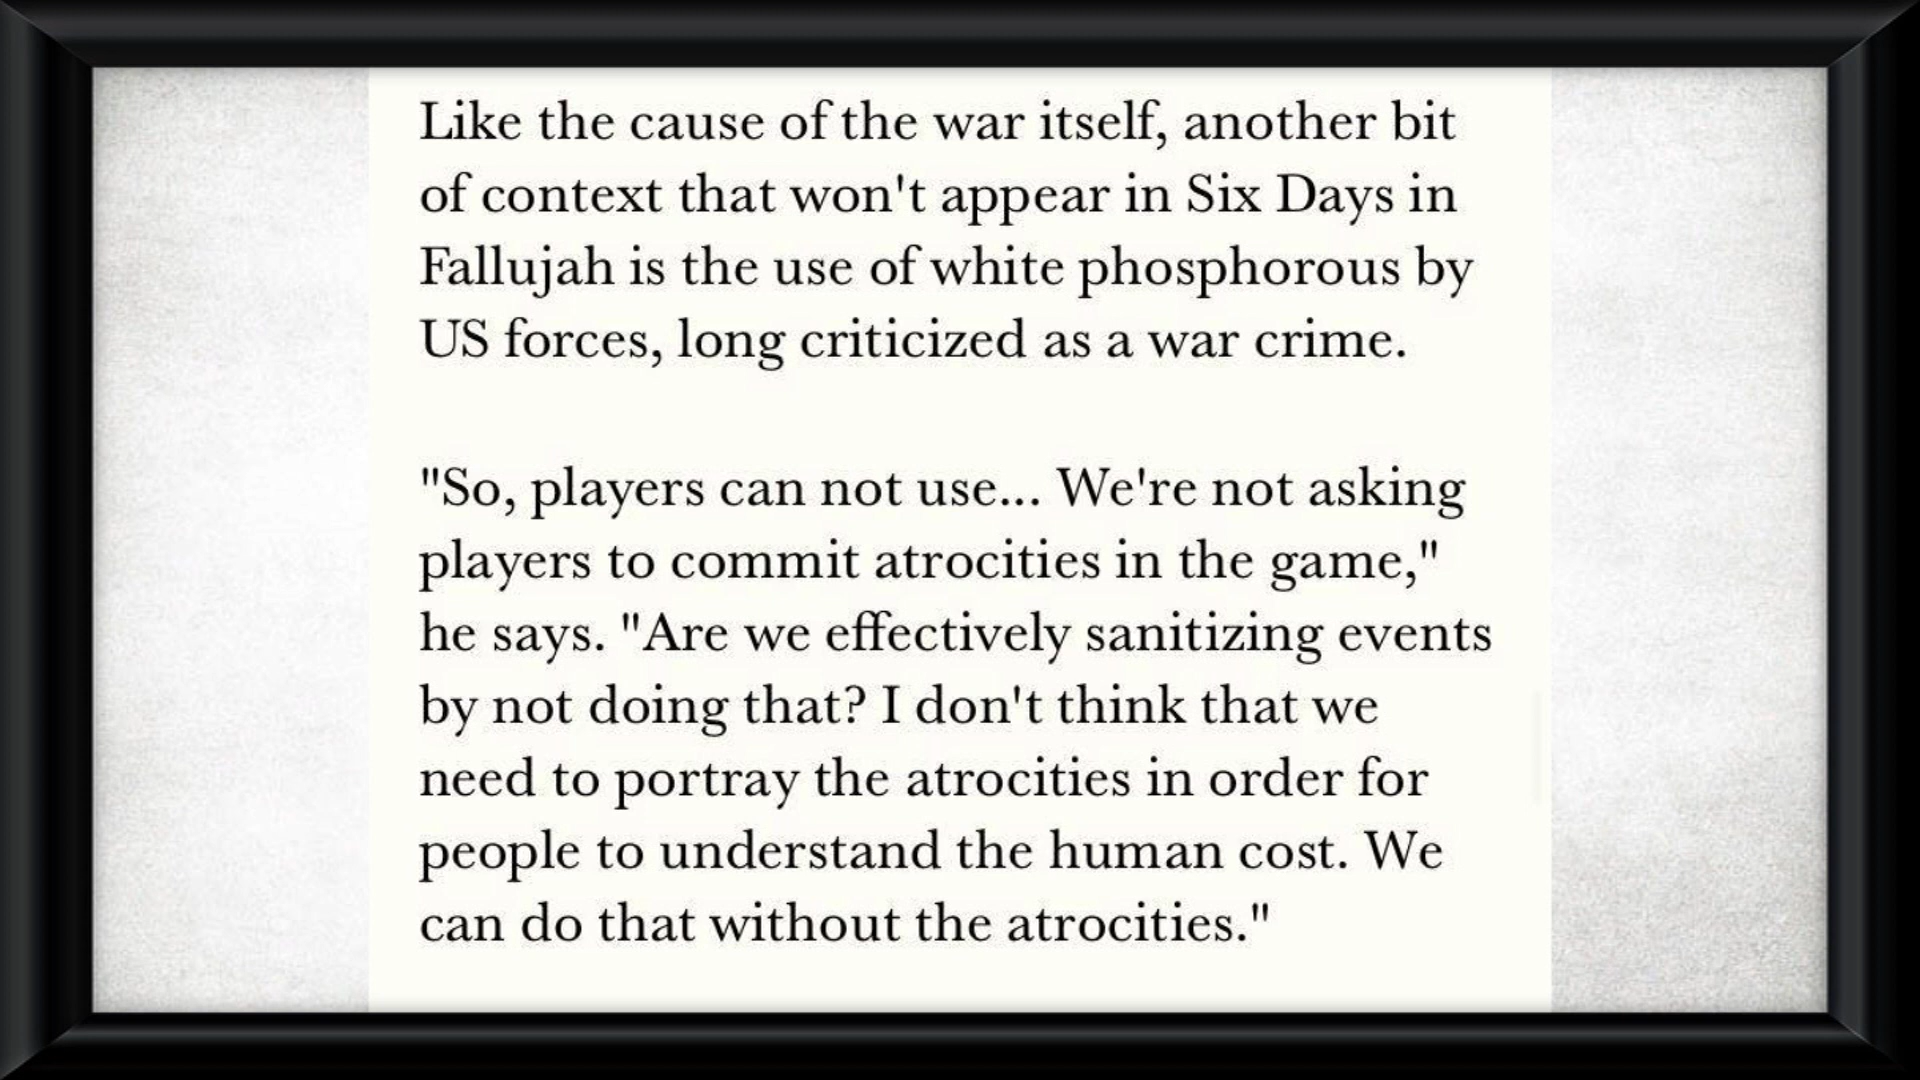 Like the cause of the war itself, another bit
of context that won't appear in Six Days in
Fallujah is the use of white phosphorous by
US forces, long criticized as a war crime.
"So, players can not use... We're not asking
players to commit atrocities in the game,"
he says. "Are we effectively sanitizing events
by not doing that? I don't think that we
need to portray the atrocities in order for
people to understand the human cost. We
can do that without the atrocities."